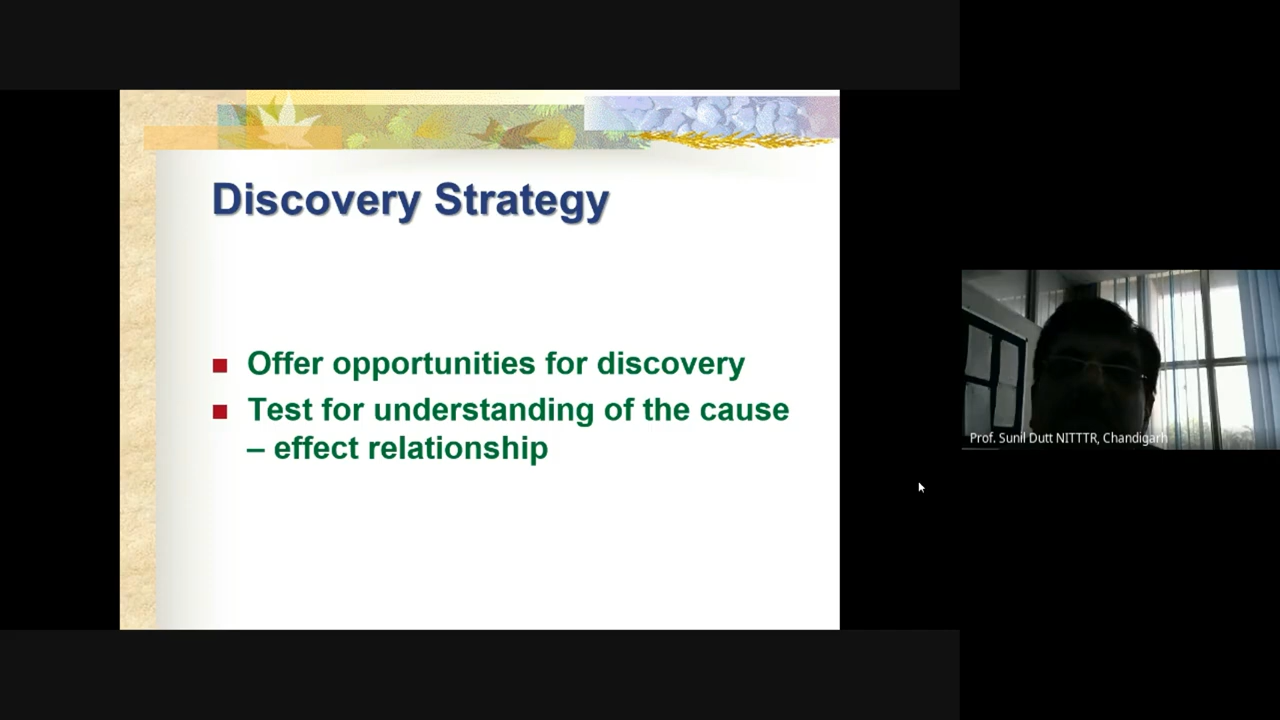 Discovery Strategy
Offer opportunities for discovery
Test for understanding of the cause
– effect relationship
Prof. Sunil Dutt NITTTR, Chandigarh